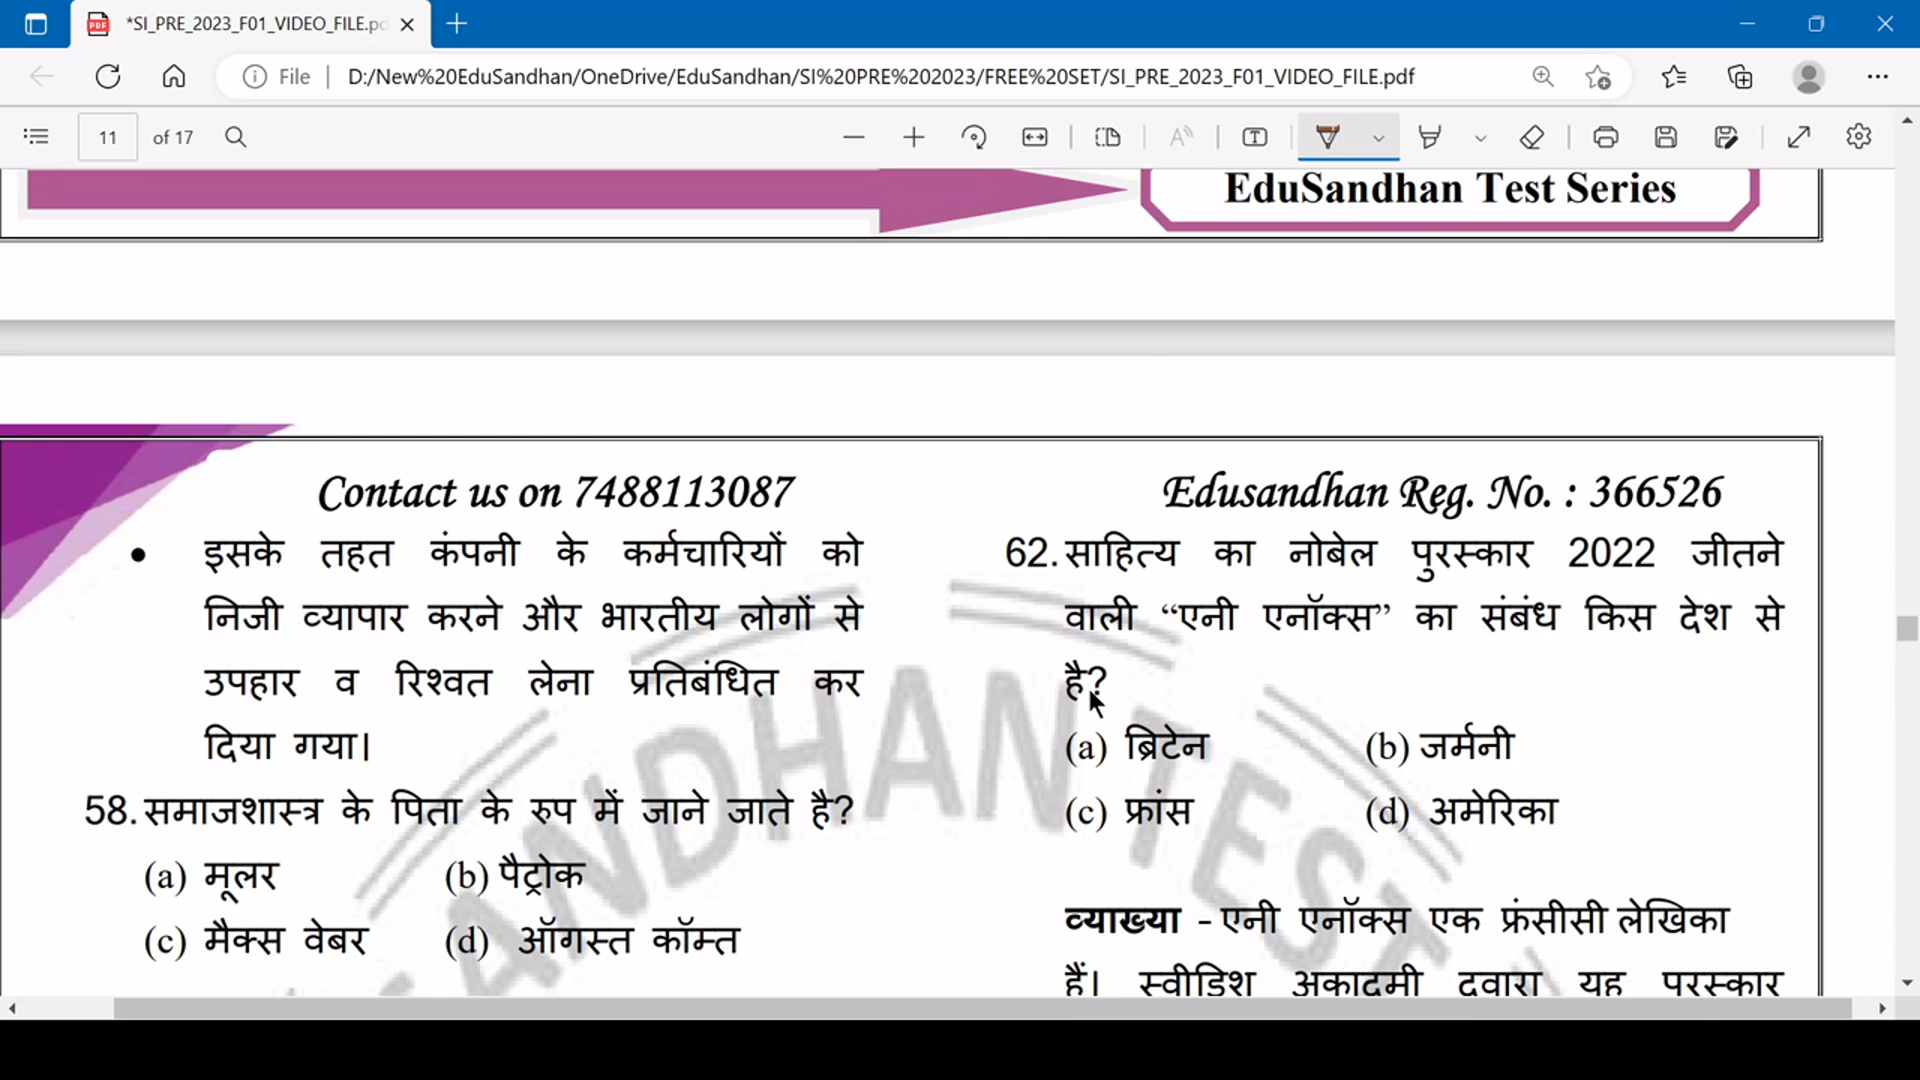 *SI_PRE_2023_F01_VIDEO_FILE.pd
File
D:/New%20EduSandhan/OneDrive/EduSandhan/SI%20PRE%202023/FREE%20SET/SI_PRE_2023_F01_VIDEO_FILE.pdf
11 of 17
EduSandhan Test Series
Contact us on 7488113087
Edusandhan Reg. No. : 366526
• इसके तहत कंपनी के कर्मचारियों को
निजी व्यापार करने और भारतीय लोगों से
उपहार व रिश्वत लेना प्रतिबंधित कर
दिया गया।
58. समाजशास्त्र के पिता के रुप में जाने जाते है?
(a) मूलर (b) पैट्रोक
(c) मैक्स वेबर (d) ऑगस्त कॉम्त
62. साहित्य का नोबेल पुरस्कार 2022 जीतने
वाली “एनी एनॉक्स” का संबंध किस देश से
है?
(a) ब्रिटेन (b) जर्मनी
(c) फ्रांस (d) अमेरिका
व्याख्या - एनी एनॉक्स एक फ्रंसीसी लेखिका
हैं। स्वीडिश अकादमी द्वारा यह पुरस्कार
SANDHAN TEST